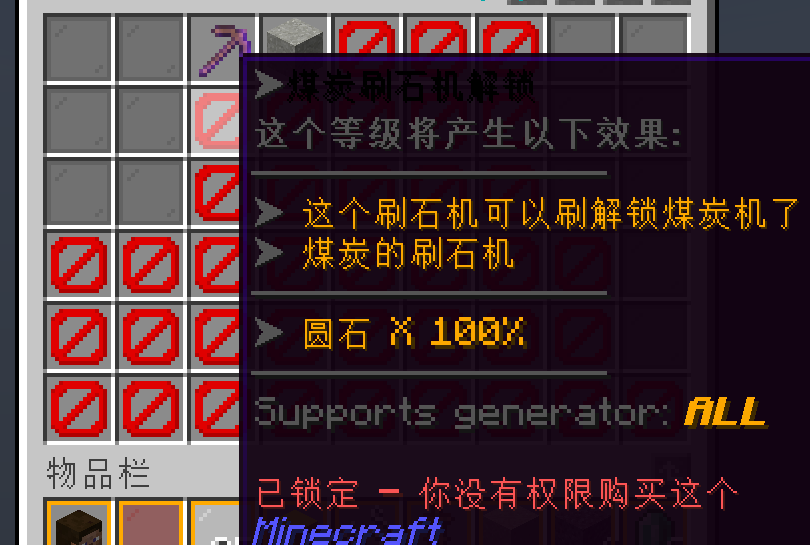 ➤煤炭刷石机解锁
这个等级将产生以下效果:
➤ 这个刷石机可以刷解锁煤炭机了
➤ 煤炭的刷石机
➤ 圆石 X 100%
Supports generator: ALL
物品栏
已锁定 - 你没有权限购买这个
Minecraft